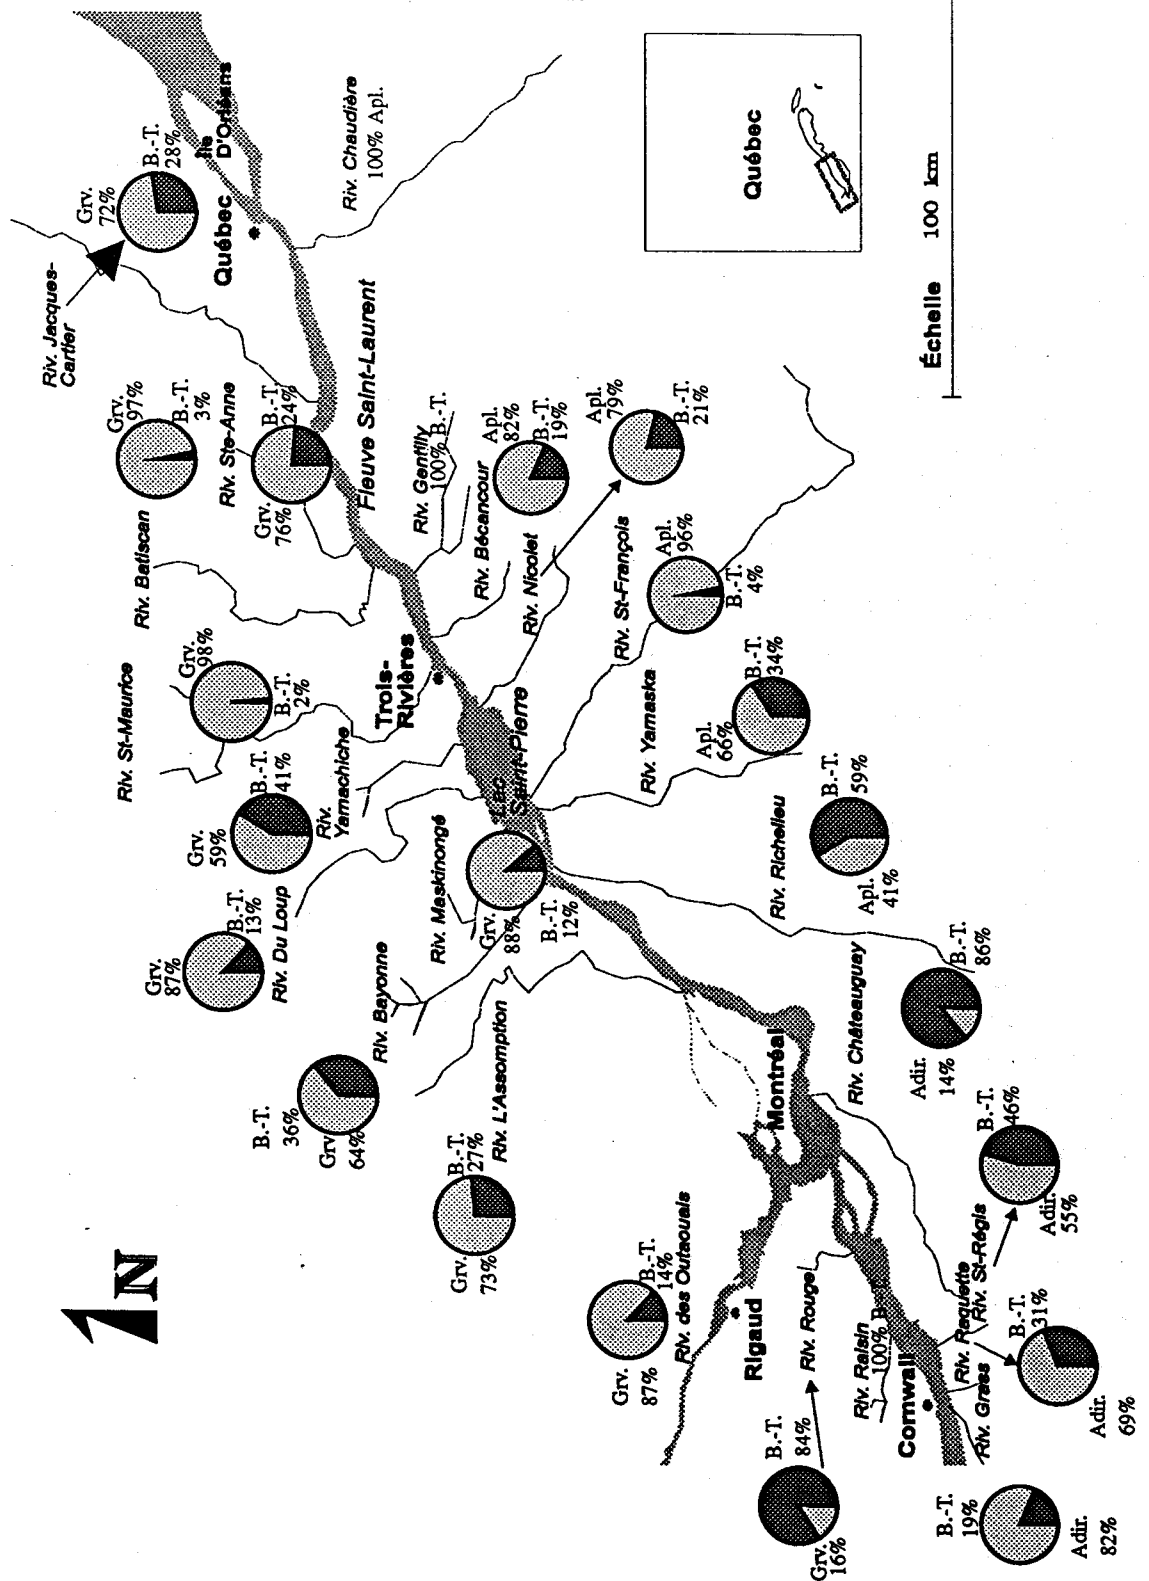 N
Riv. Jacques-
Cartier
Grv.
72%
B.-T.
28%
Québec
Île
D'Orléans
Riv. Chaudière
100% Apl.
Québec
Échelle 100 km
Grv.
97%
B.-T.
3%
Riv. Batiscan
Riv. Ste-Anne
B.-T.
24%
Grv.
76%
Fleuve Saint-Laurent
Riv. Gentilly
100% B.-T.
Riv. Bécancour
Apl.
82%
B.-T.
19%
Riv. Nicolet
Apl.
79%
B.-T.
21%
Riv. St-François
Apl.
96%
B.-T.
4%
Riv. St-Maurice
Grv.
98%
B.-T.
2%
Trois-
Rivières
Riv.
Yamachiche
Grv.
59%
B.-T.
41%
Lac
Saint-Pierre
Riv. Yamaska
Apl.
66%
B.-T.
34%
Riv. Du Loup
Grv.
87%
B.-T.
13%
Riv. Maskinongé
Grv.
88%
B.-T.
12%
Riv. Richelieu
B.-T.
59%
Apl.
41%
Riv. Bayonne
B.-T.
36%
Grv.
64%
Riv. L'Assomption
B.-T.
27%
Grv.
73%
Montréal
Riv. Châteauguay
B.-T.
86%
Adir.
14%
Riv. des Outaouais
B.-T.
14%
Grv.
87%
Rigaud
Riv. Rouge
B.-T.
84%
Grv.
16%
Riv. Raisin
100% B
Cornwall
Riv. St-Régis
B.-T.
46%
Adir.
55%
Riv. Raquette
B.-T.
31%
Adir.
69%
Riv. Grass
B.-T.
19%
Adir.
82%